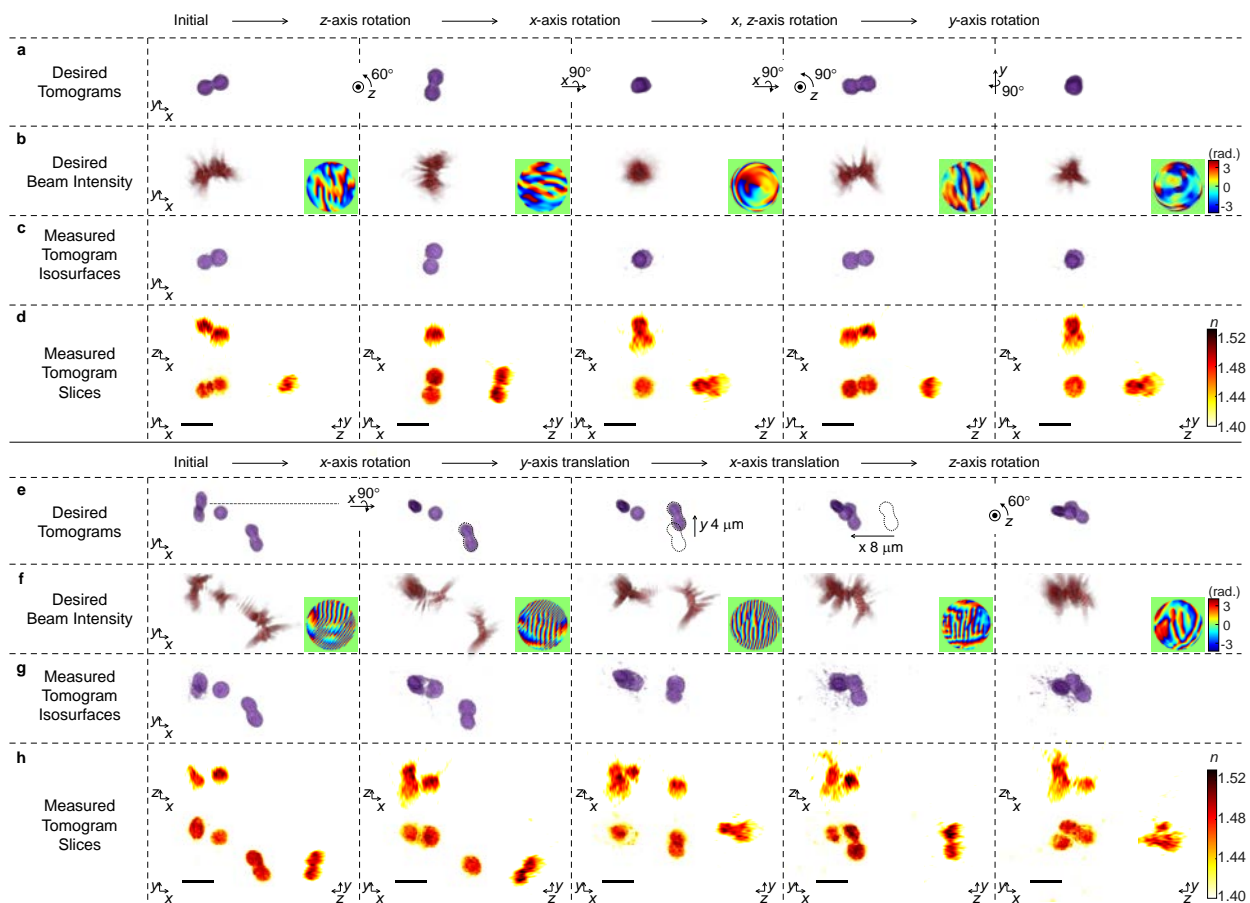 Initial z-axis rotation x-axis rotation x, z-axis rotation y-axis rotation
a
Desired
Tomograms
60°
z
x 90°
x 90°
90°
z
y
90°
y
x
b
Desired
Beam Intensity
(rad.)
3
0
-3
y
x
c
Measured
Tomogram
Isosurfaces
y
x
d
Measured
Tomogram
Slices
n
1.52
1.48
1.44
1.40
z z z z z
x x x x x
y y y y y y y y y y
x z x z x z x z x z
Initial x-axis rotation y-axis translation x-axis translation z-axis rotation
e
Desired
Tomograms
x 90°
y 4 μm
x 8 μm
60°
z
y
x
f
Desired
Beam Intensity
(rad.)
3
0
-3
y
x
g
Measured
Tomogram
Isosurfaces
y
x
h
Measured
Tomogram
Slices
n
1.52
1.48
1.44
1.40
z z z z z
x x x x x
y y y y y y y y y y
x z x z x z x z x z